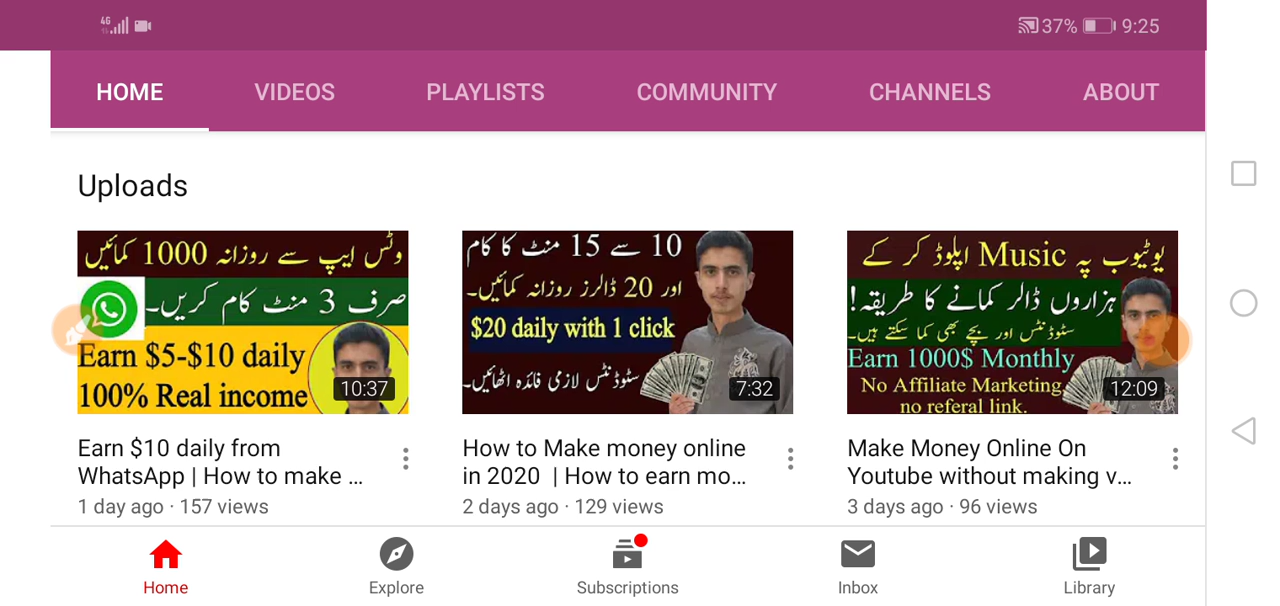 4G 37% 9:25
HOME VIDEOS PLAYLISTS COMMUNITY CHANNELS ABOUT
Uploads
وٹس ایپ سے روزانہ 1000 کمائیں
صرف 3 منٹ کام کریں۔
Earn $5-$10 daily
100% Real income
10:37
Earn $10 daily from
WhatsApp | How to make ...
1 day ago · 157 views
10 سے 15 منٹ کا کام
اور 20 ڈالرز روزانہ کمائیں۔
$20 daily with 1 click
سٹوڈنٹس لازمی فائدہ اٹھائیں۔
7:32
How to Make money online
in 2020 | How to earn mo...
2 days ago · 129 views
یوٹیوب پہ Music اپلوڈ کر کے
ہزاروں ڈالر کمانے کا طریقہ!
سٹوڈنٹس اور بچے بھی کما سکتے ہیں۔
Earn 1000$ Monthly
No Affiliate Marketing
no referal link.
12:09
Make Money Online On
Youtube without making v...
3 days ago · 96 views
Home Explore Subscriptions Inbox Library